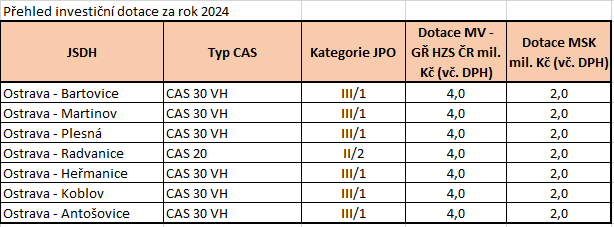 Přehled investiční dotace za rok 2024
JSDH Typ CAS Kategorie JPO Dotace MV - GŘ HZS ČR mil. Kč (vč. DPH) Dotace MSK mil. Kč (vč. DPH)
Ostrava - Bartovice CAS 30 VH III/1 4,0 2,0
Ostrava - Martinov CAS 30 VH III/1 4,0 2,0
Ostrava - Plesná CAS 30 VH III/1 4,0 2,0
Ostrava - Radvanice CAS 20 II/2 4,0 2,0
Ostrava - Heřmanice CAS 30 VH III/1 4,0 2,0
Ostrava - Koblov CAS 30 VH III/1 4,0 2,0
Ostrava - Antošovice CAS 30 VH III/1 4,0 2,0